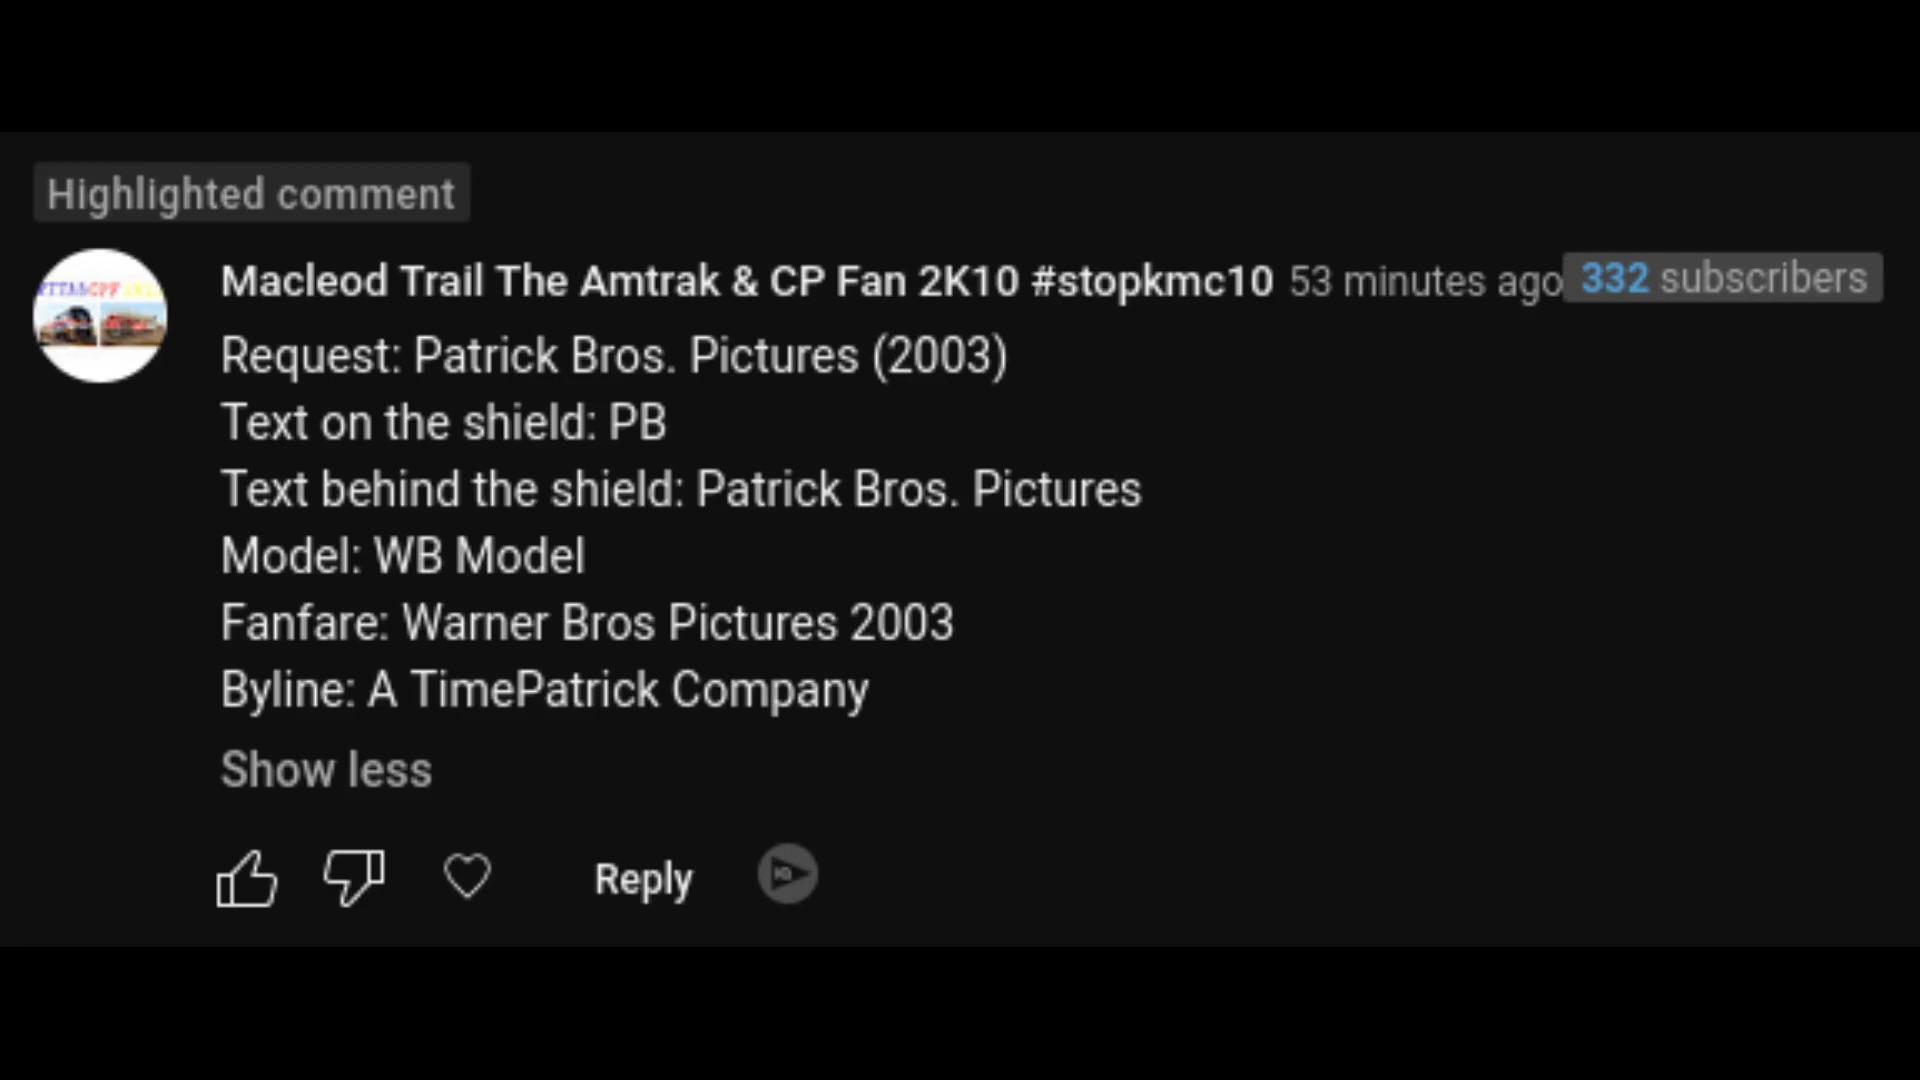 Highlighted comment
Macleod Trail The Amtrak & CP Fan 2K10 #stopkmc10 53 minutes ago 332 subscribers
Request: Patrick Bros. Pictures (2003)
Text on the shield: PB
Text behind the shield: Patrick Bros. Pictures
Model: WB Model
Fanfare: Warner Bros Pictures 2003
Byline: A TimePatrick Company
Show less
Reply